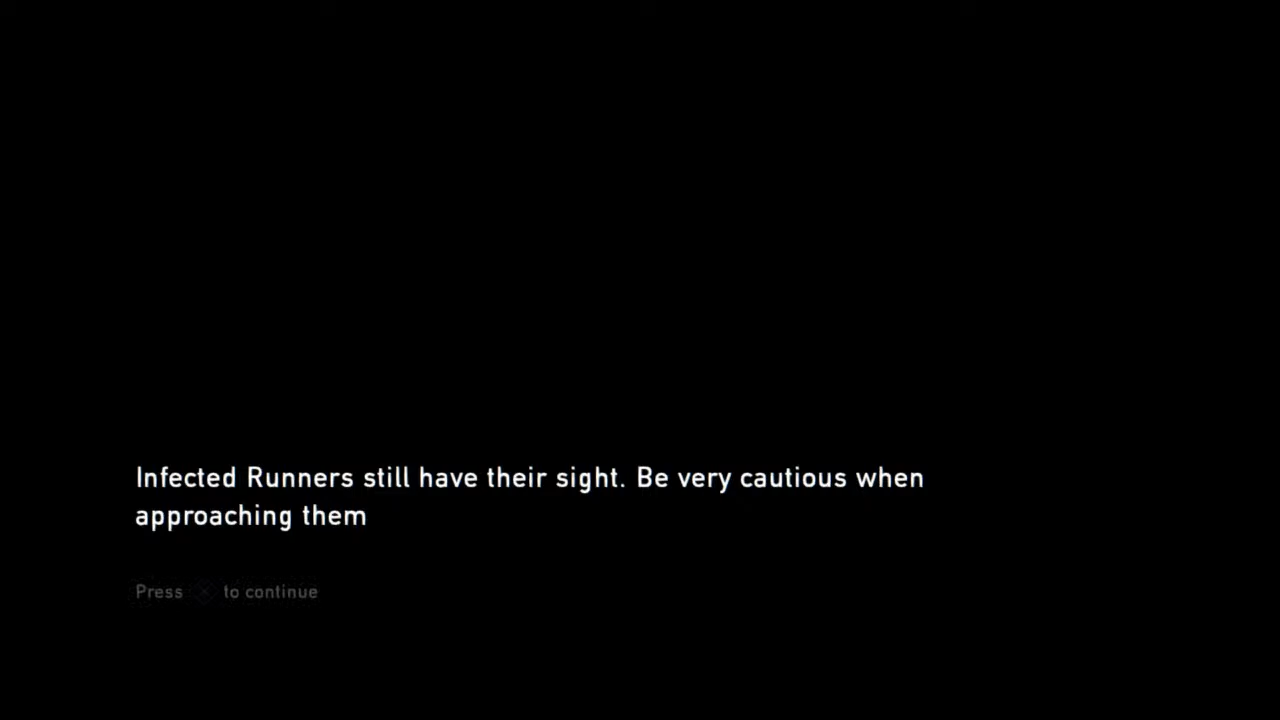 Infected Runners still have their sight. Be very cautious when
approaching them
Press to continue